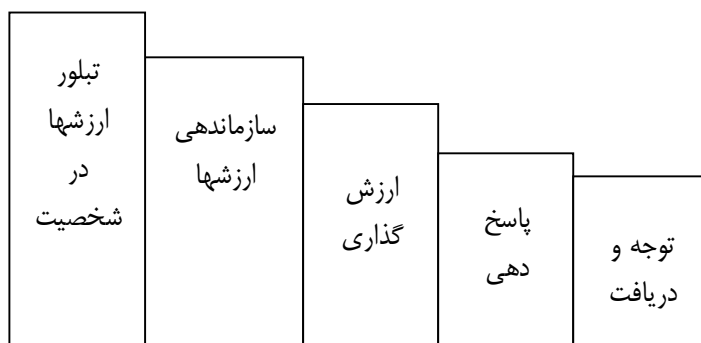 توجه و
دریافت
پاسخ
دهی
ارزش
گذاری
سازماندهی
ارزشها
تبلور
ارزشها
در
شخصیت